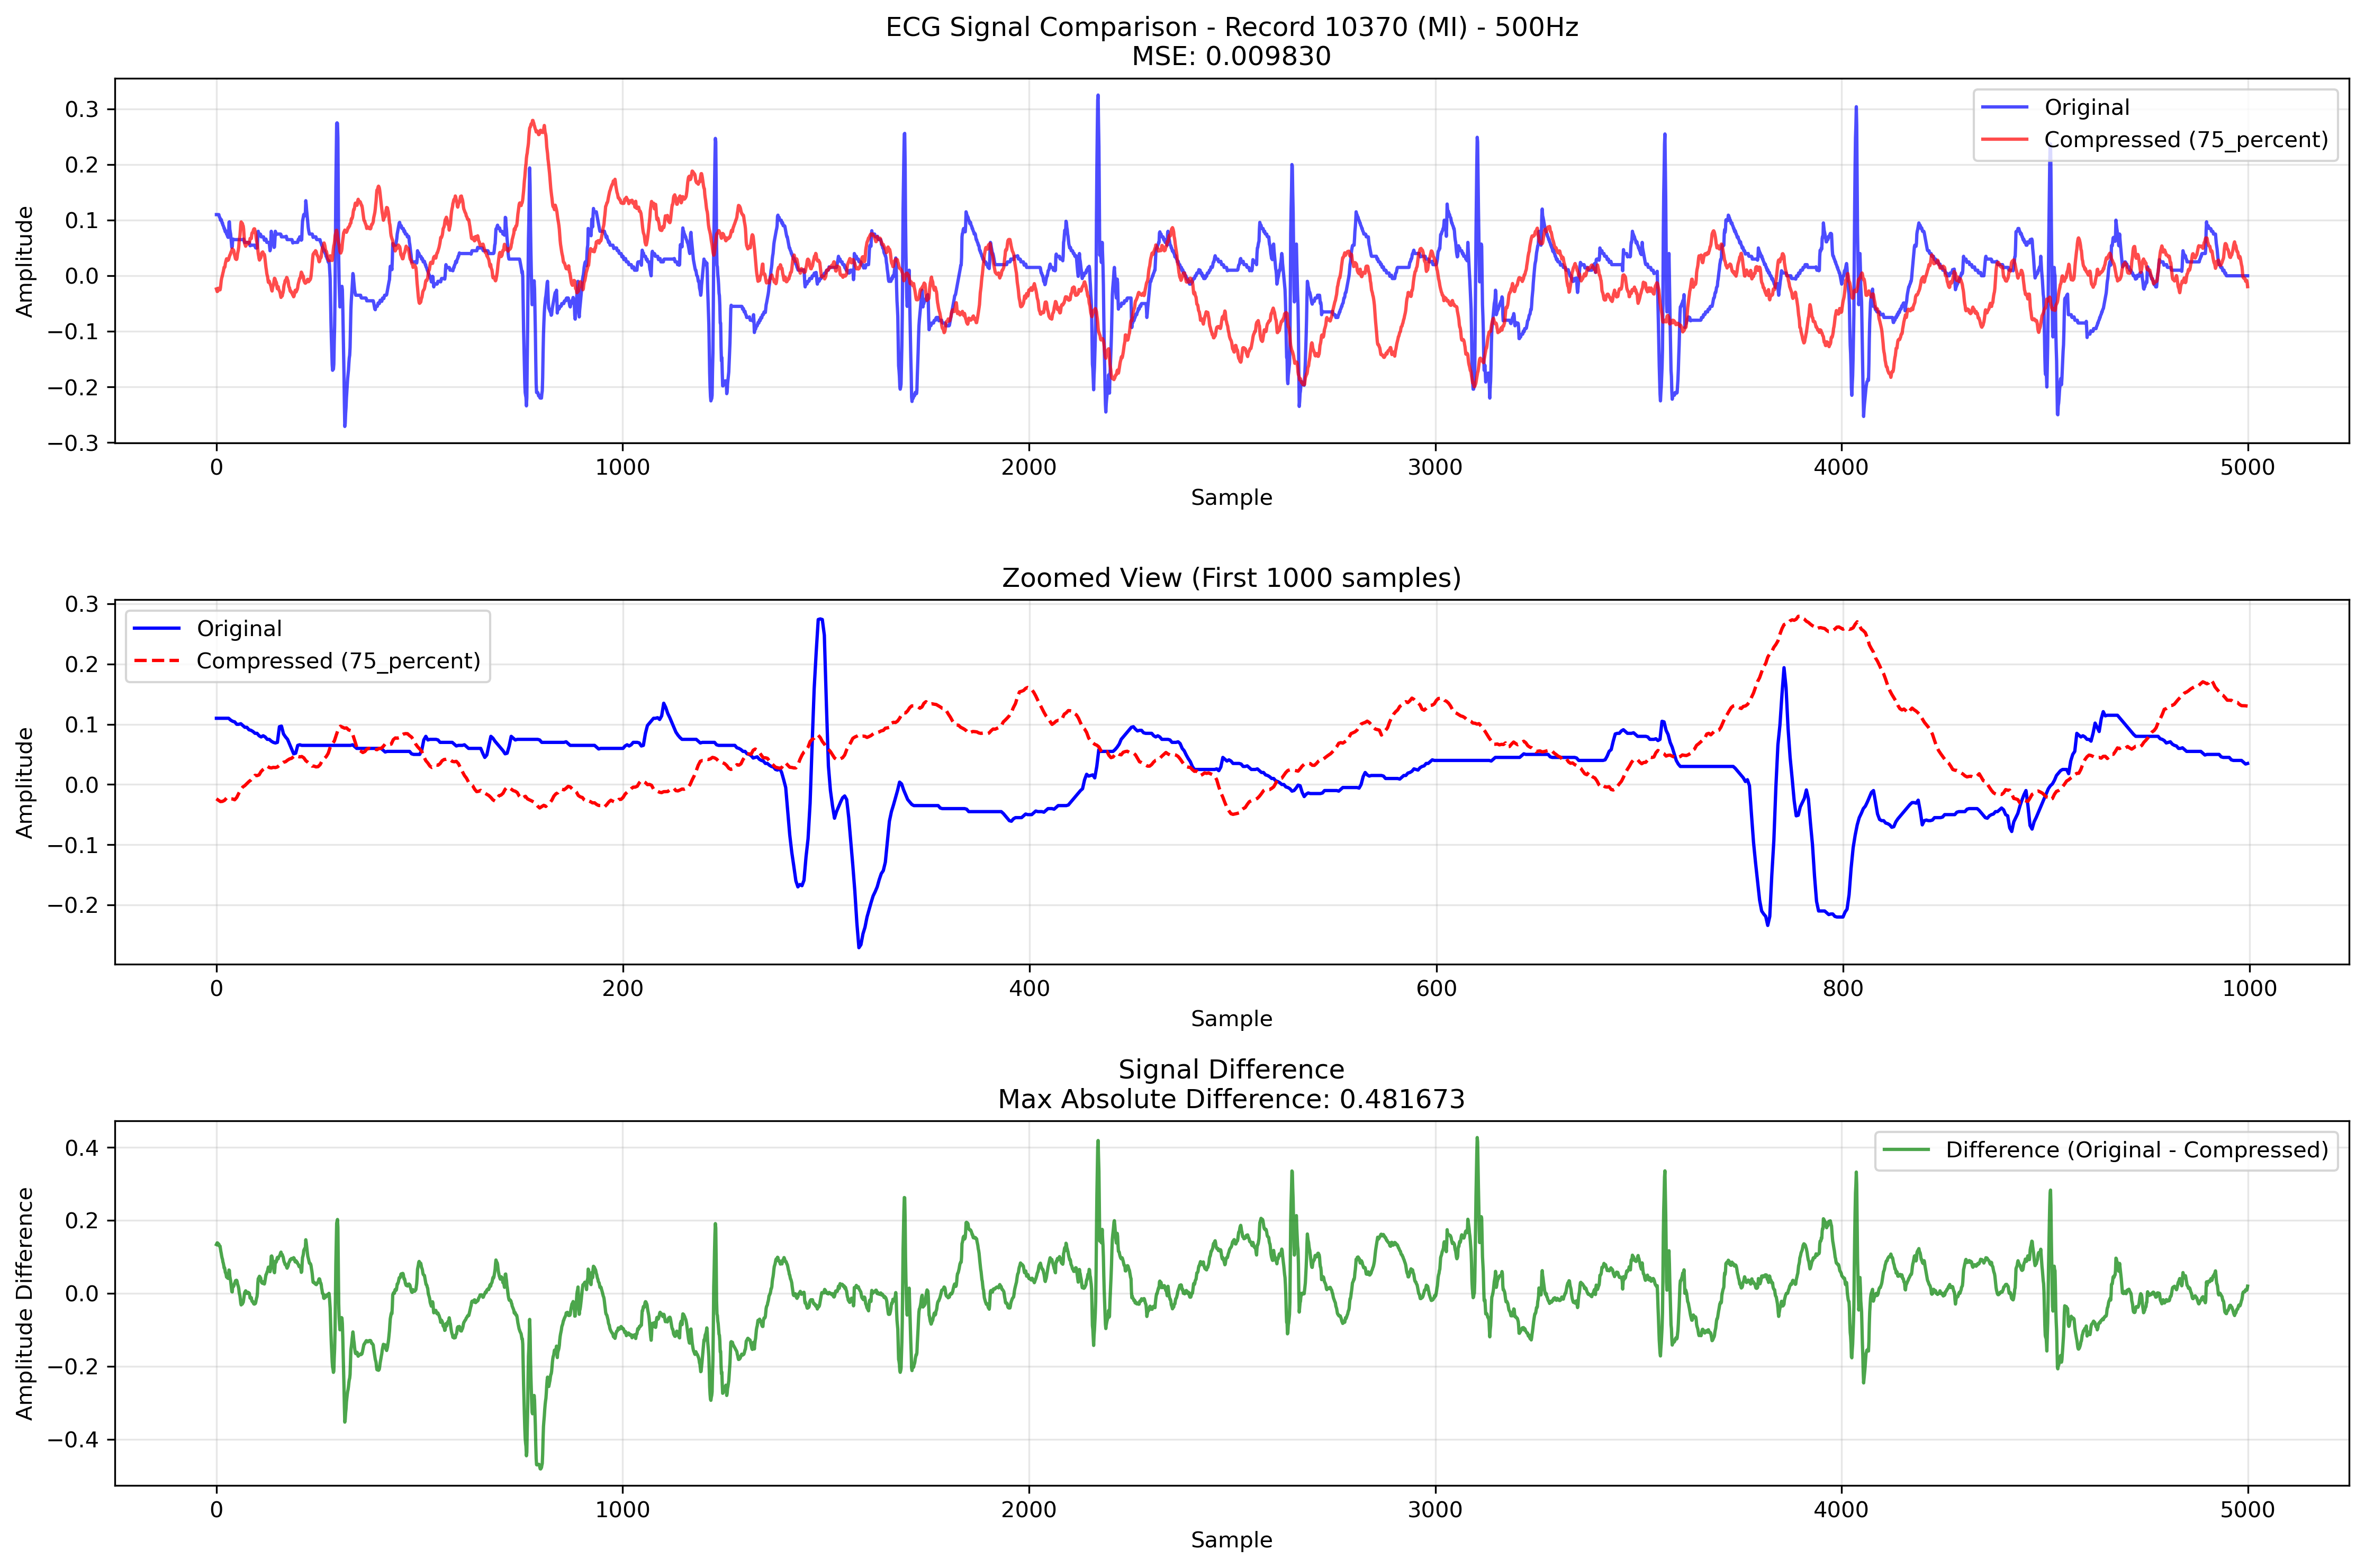 ECG Signal Comparison - Record 10370 (MI) - 500Hz
MSE: 0.009830
Amplitude
0.3
0.2
0.1
0.0
−0.1
−0.2
−0.3
Original
Compressed (75_percent)
0 1000 2000 3000 4000 5000
Sample
Zoomed View (First 1000 samples)
Amplitude
0.3
0.2
0.1
0.0
−0.1
−0.2
Original
Compressed (75_percent)
0 200 400 600 800 1000
Sample
Signal Difference
Max Absolute Difference: 0.481673
Amplitude Difference
0.4
0.2
0.0
−0.2
−0.4
Difference (Original - Compressed)
0 1000 2000 3000 4000 5000
Sample